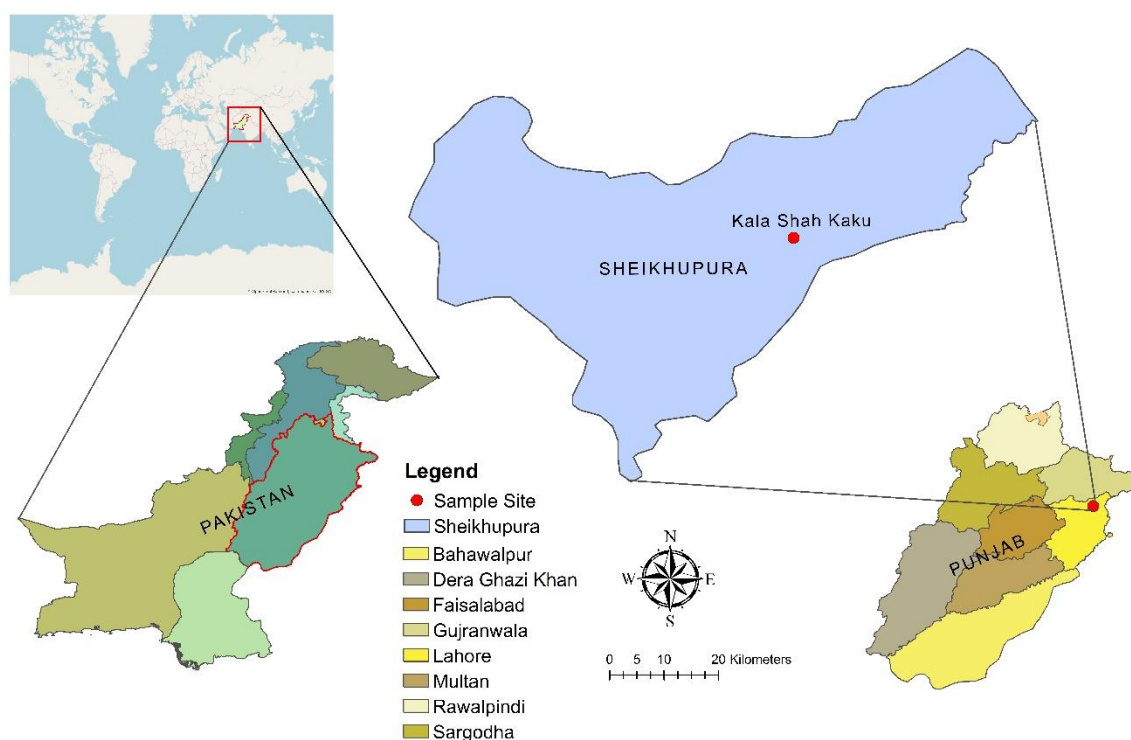 Kala Shah Kaku
SHEIKHUPURA
PAKISTAN
PUNJAB
Legend
Sample Site
Sheikhupura
Bahawalpur
Dera Ghazi Khan
Faisalabad
Gujranwala
Lahore
Multan
Rawalpindi
Sargodha
N
W E
S
0 5 10 20 Kilometers